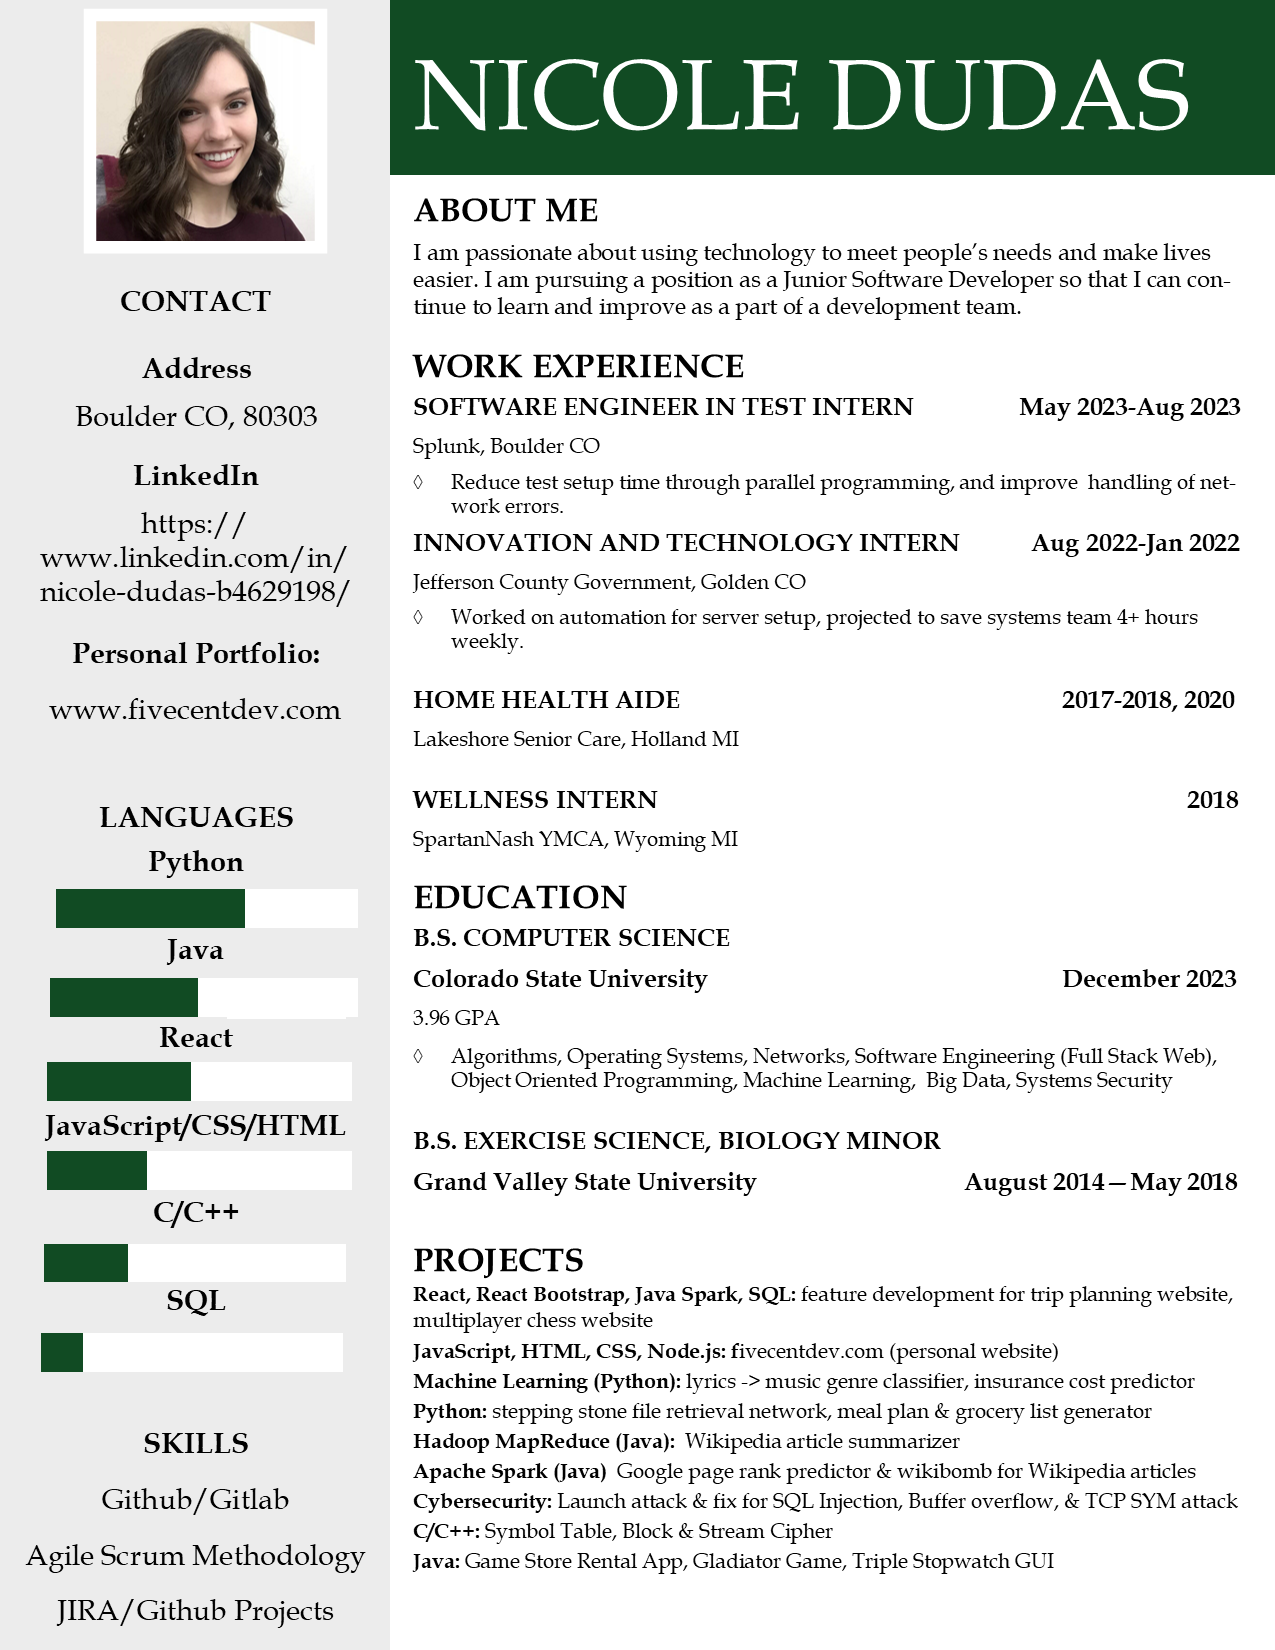 NICOLE DUDAS
CONTACT
Address
Boulder CO, 80303
LinkedIn
https://
www.linkedin.com/in/
nicole-dudas-b4629198/
Personal Portfolio:
www.fivecentdev.com
LANGUAGES
Python
Java
React
JavaScript/CSS/HTML
C/C++
SQL
SKILLS
Github/Gitlab
Agile Scrum Methodology
JIRA/Github Projects
ABOUT ME
I am passionate about using technology to meet people’s needs and make lives
easier. I am pursuing a position as a Junior Software Developer so that I can con-
tinue to learn and improve as a part of a development team.
WORK EXPERIENCE
SOFTWARE ENGINEER IN TEST INTERN May 2023-Aug 2023
Splunk, Boulder CO
◊ Reduce test setup time through parallel programming, and improve  handling of net-
work errors.
INNOVATION AND TECHNOLOGY INTERN Aug 2022-Jan 2022
Jefferson County Government, Golden CO
◊ Worked on automation for server setup, projected to save systems team 4+ hours
weekly.
HOME HEALTH AIDE 2017-2018, 2020
Lakeshore Senior Care, Holland MI
WELLNESS INTERN 2018
SpartanNash YMCA, Wyoming MI
EDUCATION
B.S. COMPUTER SCIENCE
Colorado State University December 2023
3.96 GPA
◊ Algorithms, Operating Systems, Networks, Software Engineering (Full Stack Web),
Object Oriented Programming, Machine Learning,  Big Data, Systems Security
B.S. EXERCISE SCIENCE, BIOLOGY MINOR
Grand Valley State University August 2014—May 2018
PROJECTS
React, React Bootstrap, Java Spark, SQL: feature development for trip planning website,
multiplayer chess website
JavaScript, HTML, CSS, Node.js: fivecentdev.com (personal website)
Machine Learning (Python): lyrics -> music genre classifier, insurance cost predictor
Python: stepping stone file retrieval network, meal plan & grocery list generator
Hadoop MapReduce (Java):  Wikipedia article summarizer
Apache Spark (Java)  Google page rank predictor & wikibomb for Wikipedia articles
Cybersecurity: Launch attack & fix for SQL Injection, Buffer overflow, & TCP SYM attack
C/C++: Symbol Table, Block & Stream Cipher
Java: Game Store Rental App, Gladiator Game, Triple Stopwatch GUI